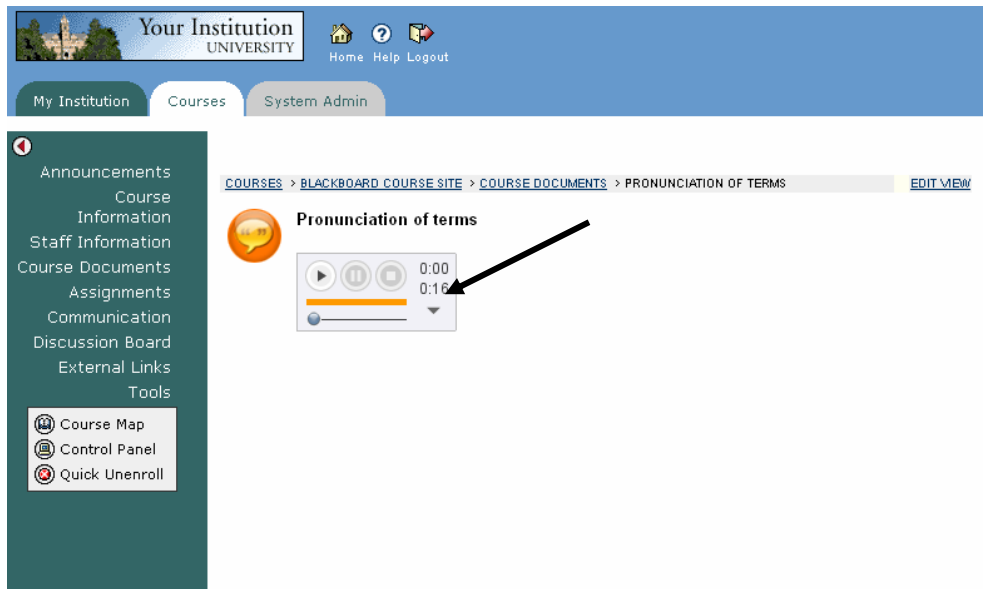 Your Institution
UNIVERSITY
Home Help Logout
My Institution Courses System Admin
Announcements
Course
Information
Staff Information
Course Documents
Assignments
Communication
Discussion Board
External Links
Tools
Course Map
Control Panel
Quick Unenroll
COURSES > BLACKBOARD COURSE SITE > COURSE DOCUMENTS > PRONUNCIATION OF TERMS EDIT VIEW
Pronunciation of terms
0:00
0:16